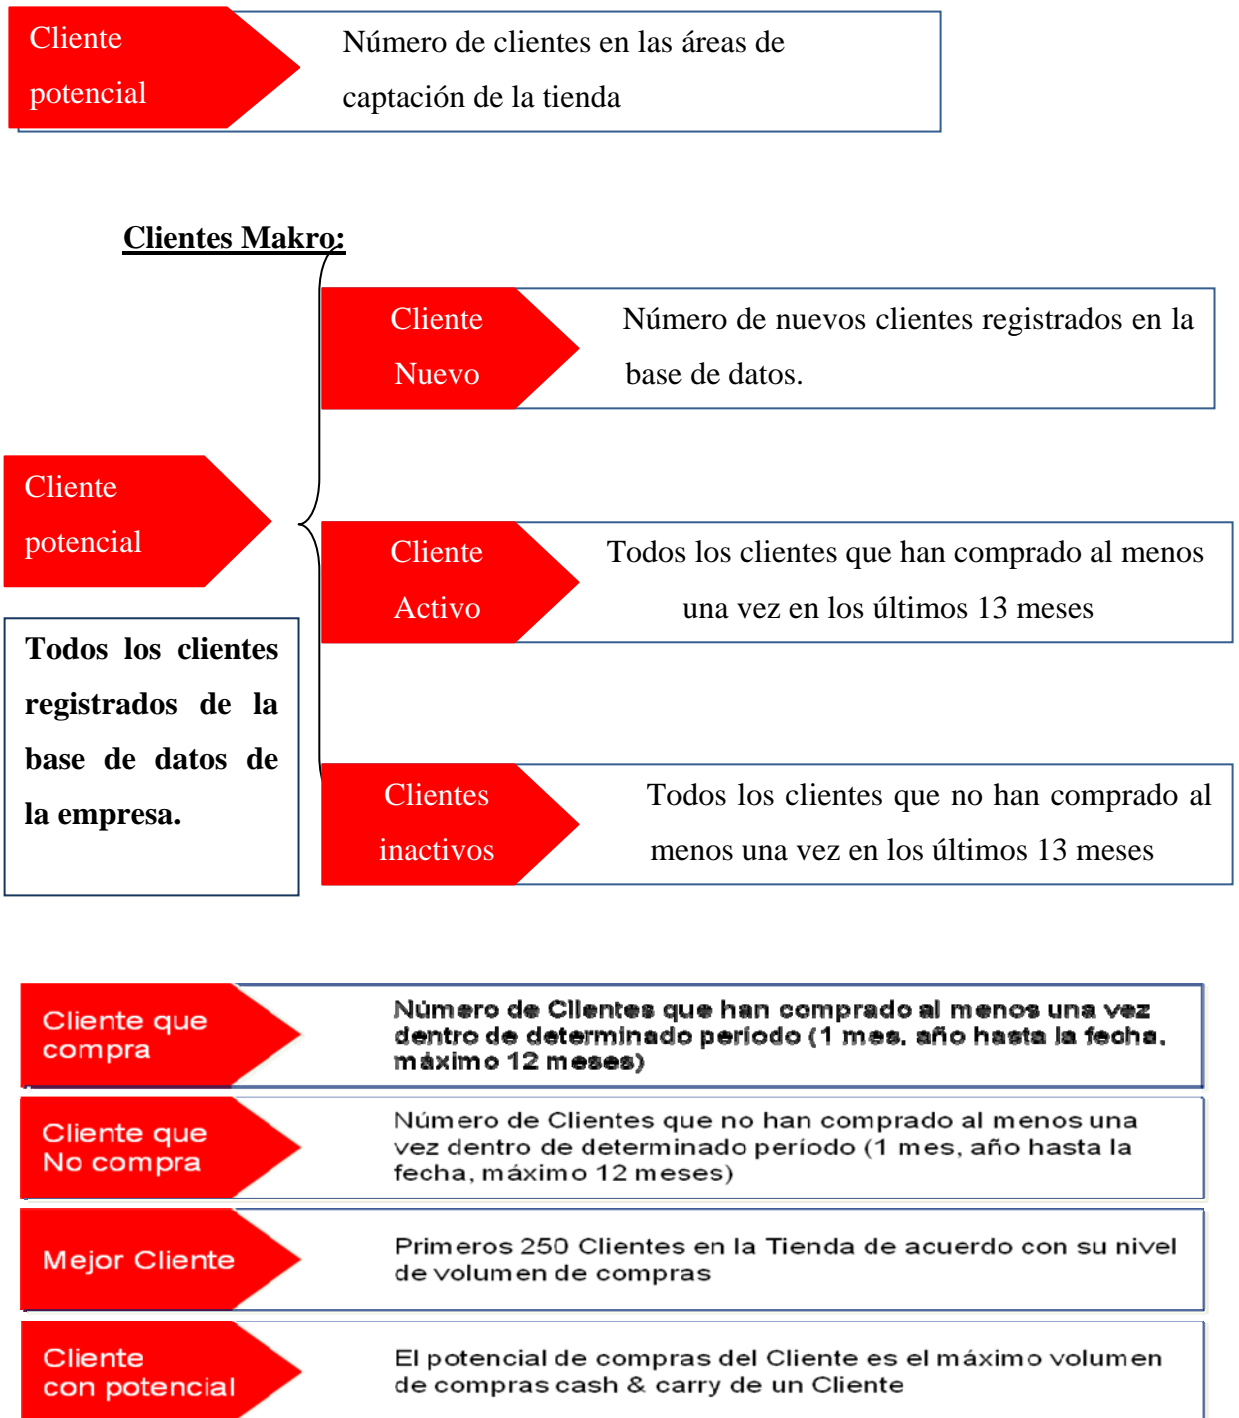 Cliente
potencial
Número de clientes en las áreas de
captación de la tienda
Clientes Makro:
Cliente
Nuevo
Número de nuevos clientes registrados en la
base de datos.
Cliente
potencial
Todos los clientes
registrados de la
base de datos de
la empresa.
Cliente
Activo
Todos los clientes que han comprado al menos
una vez en los últimos 13 meses
Clientes
inactivos
Todos los clientes que no han comprado al
menos una vez en los últimos 13 meses
Cliente que
compra
Número de Clientes que han comprado al menos una vez
dentro de determinado período (1 mes, año hasta la fecha,
máximo 12 meses)
Cliente que
No compra
Número de Clientes que no han comprado al menos una
vez dentro de determinado período (1 mes, año hasta la
fecha, máximo 12 meses)
Mejor Cliente
Primeros 250 Clientes en la Tienda de acuerdo con su nivel
de volumen de compras
Cliente
con potencial
El potencial de compras del Cliente es el máximo volumen
de compras cash & carry de un Cliente